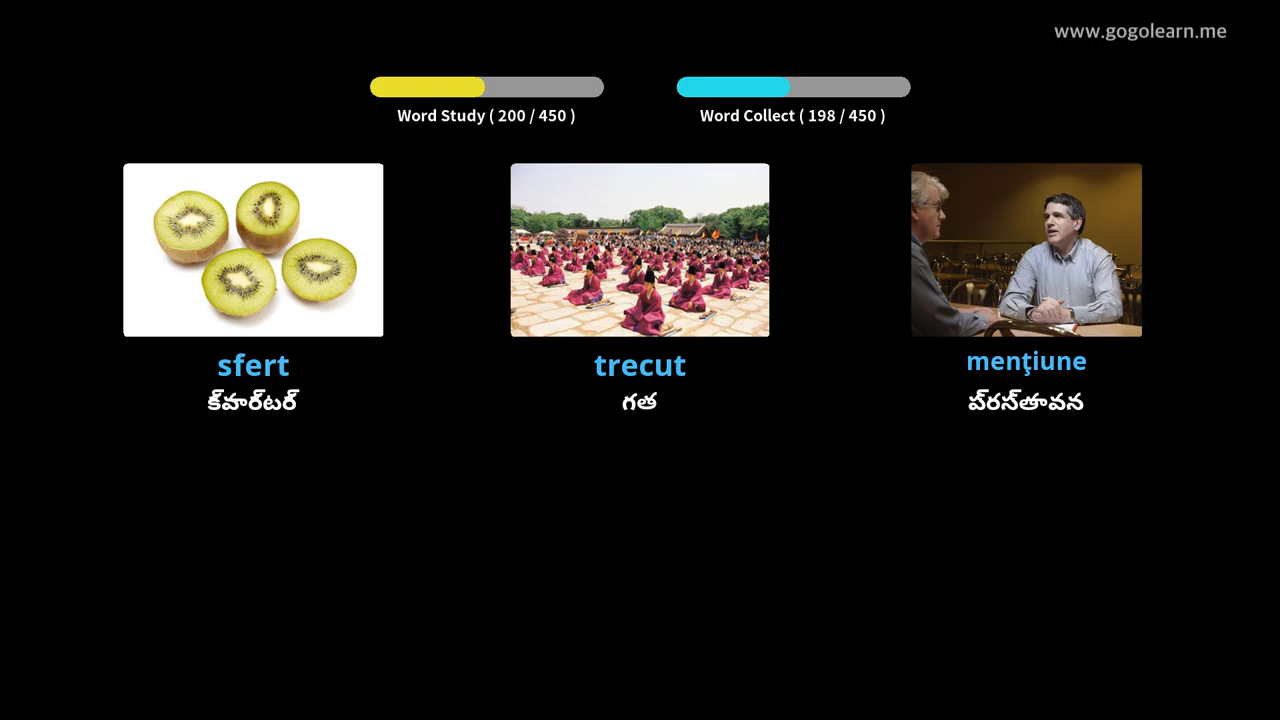 www.gogolearn.me
Word Study ( 200 / 450 )
Word Collect ( 198 / 450 )
sfert
trecut
menţiune
క్వార్టర్
గత
ప్రస్తావన